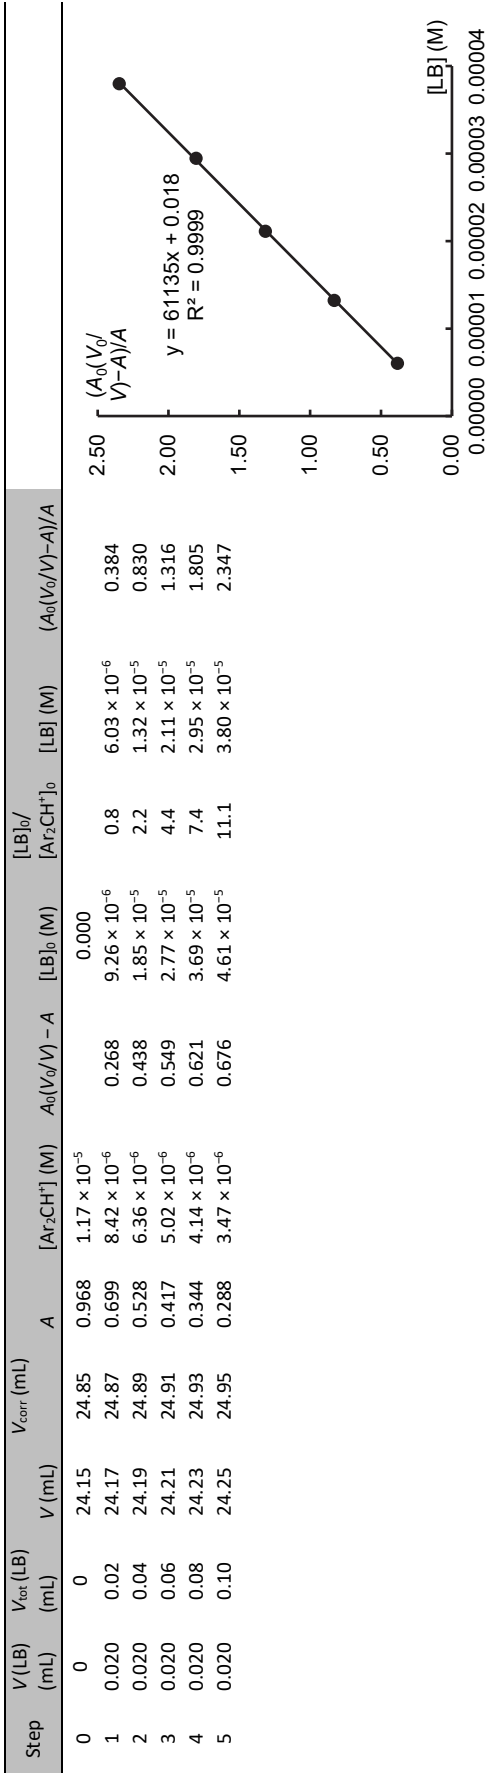 Step V (LB) (mL) Vtot (LB) (mL) V (mL) Vcorr (mL) A [Ar₂CH⁺] (M) A₀(V₀/V) − A [LB]₀ (M) [LB]₀/[Ar₂CH⁺]₀ [LB] (M) (A₀(V₀/V)−A)/A
0 0 0 24.15 24.85 0.968 1.17 × 10⁻⁵ 0.000
1 0.020 0.02 24.17 24.87 0.699 8.42 × 10⁻⁶ 0.268 9.26 × 10⁻⁶ 0.8 6.03 × 10⁻⁶ 0.384
2 0.020 0.04 24.19 24.89 0.528 6.36 × 10⁻⁶ 0.438 1.85 × 10⁻⁵ 2.2 1.32 × 10⁻⁵ 0.830
3 0.020 0.06 24.21 24.91 0.417 5.02 × 10⁻⁶ 0.549 2.77 × 10⁻⁵ 4.4 2.11 × 10⁻⁵ 1.316
4 0.020 0.08 24.23 24.93 0.344 4.14 × 10⁻⁶ 0.621 3.69 × 10⁻⁵ 7.4 2.95 × 10⁻⁵ 1.805
5 0.020 0.10 24.25 24.95 0.288 3.47 × 10⁻⁶ 0.676 4.61 × 10⁻⁵ 11.1 3.80 × 10⁻⁵ 2.347
(A₀(V₀/
V)−A)/A
y = 61135x + 0.018
R² = 0.9999
2.50
2.00
1.50
1.00
0.50
0.00
[LB] (M)
0.00000 0.00001 0.00002 0.00003 0.00004